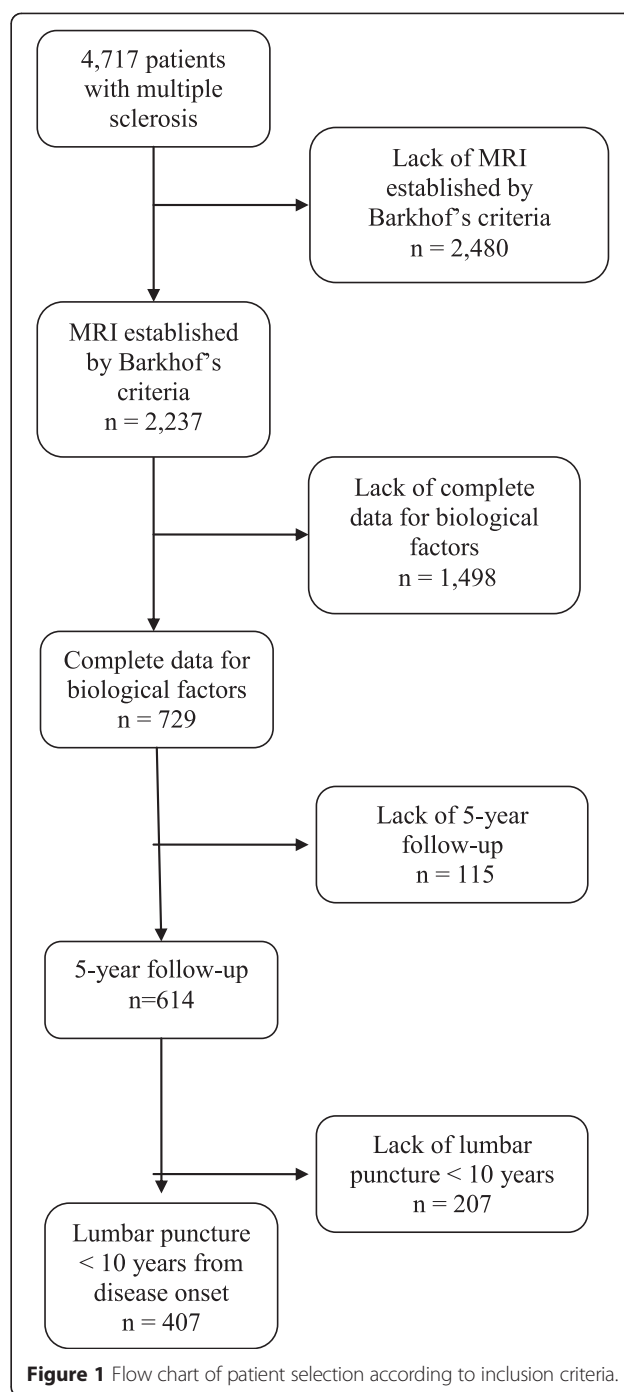 4,717 patients
with multiple
sclerosis
Lack of MRI
established by
Barkhof's criteria
n = 2,480
MRI established
by Barkhof's
criteria
n = 2,237
Lack of complete
data for biological
factors
n = 1,498
Complete data for
biological factors
n = 729
Lack of 5-year
follow-up
n = 115
5-year follow-up
n=614
Lack of lumbar
puncture < 10 years
n = 207
Lumbar puncture
< 10 years from
disease onset
n = 407
Figure 1 Flow chart of patient selection according to inclusion criteria.